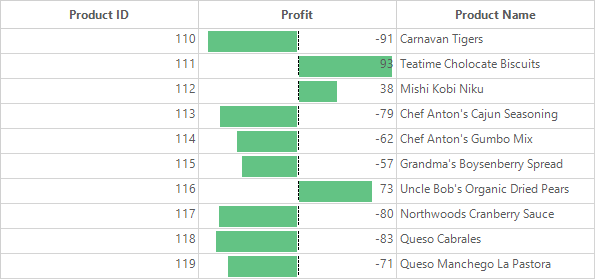 Product ID Profit Product Name
110 -91 Carnavan Tigers
111 93 Teatime Cholocate Biscuits
112 38 Mishi Kobi Niku
113 -79 Chef Anton's Cajun Seasoning
114 -62 Chef Anton's Gumbo Mix
115 -57 Grandma's Boysenberry Spread
116 73 Uncle Bob's Organic Dried Pears
117 -80 Northwoods Cranberry Sauce
118 -83 Queso Cabrales
119 -71 Queso Manchego La Pastora